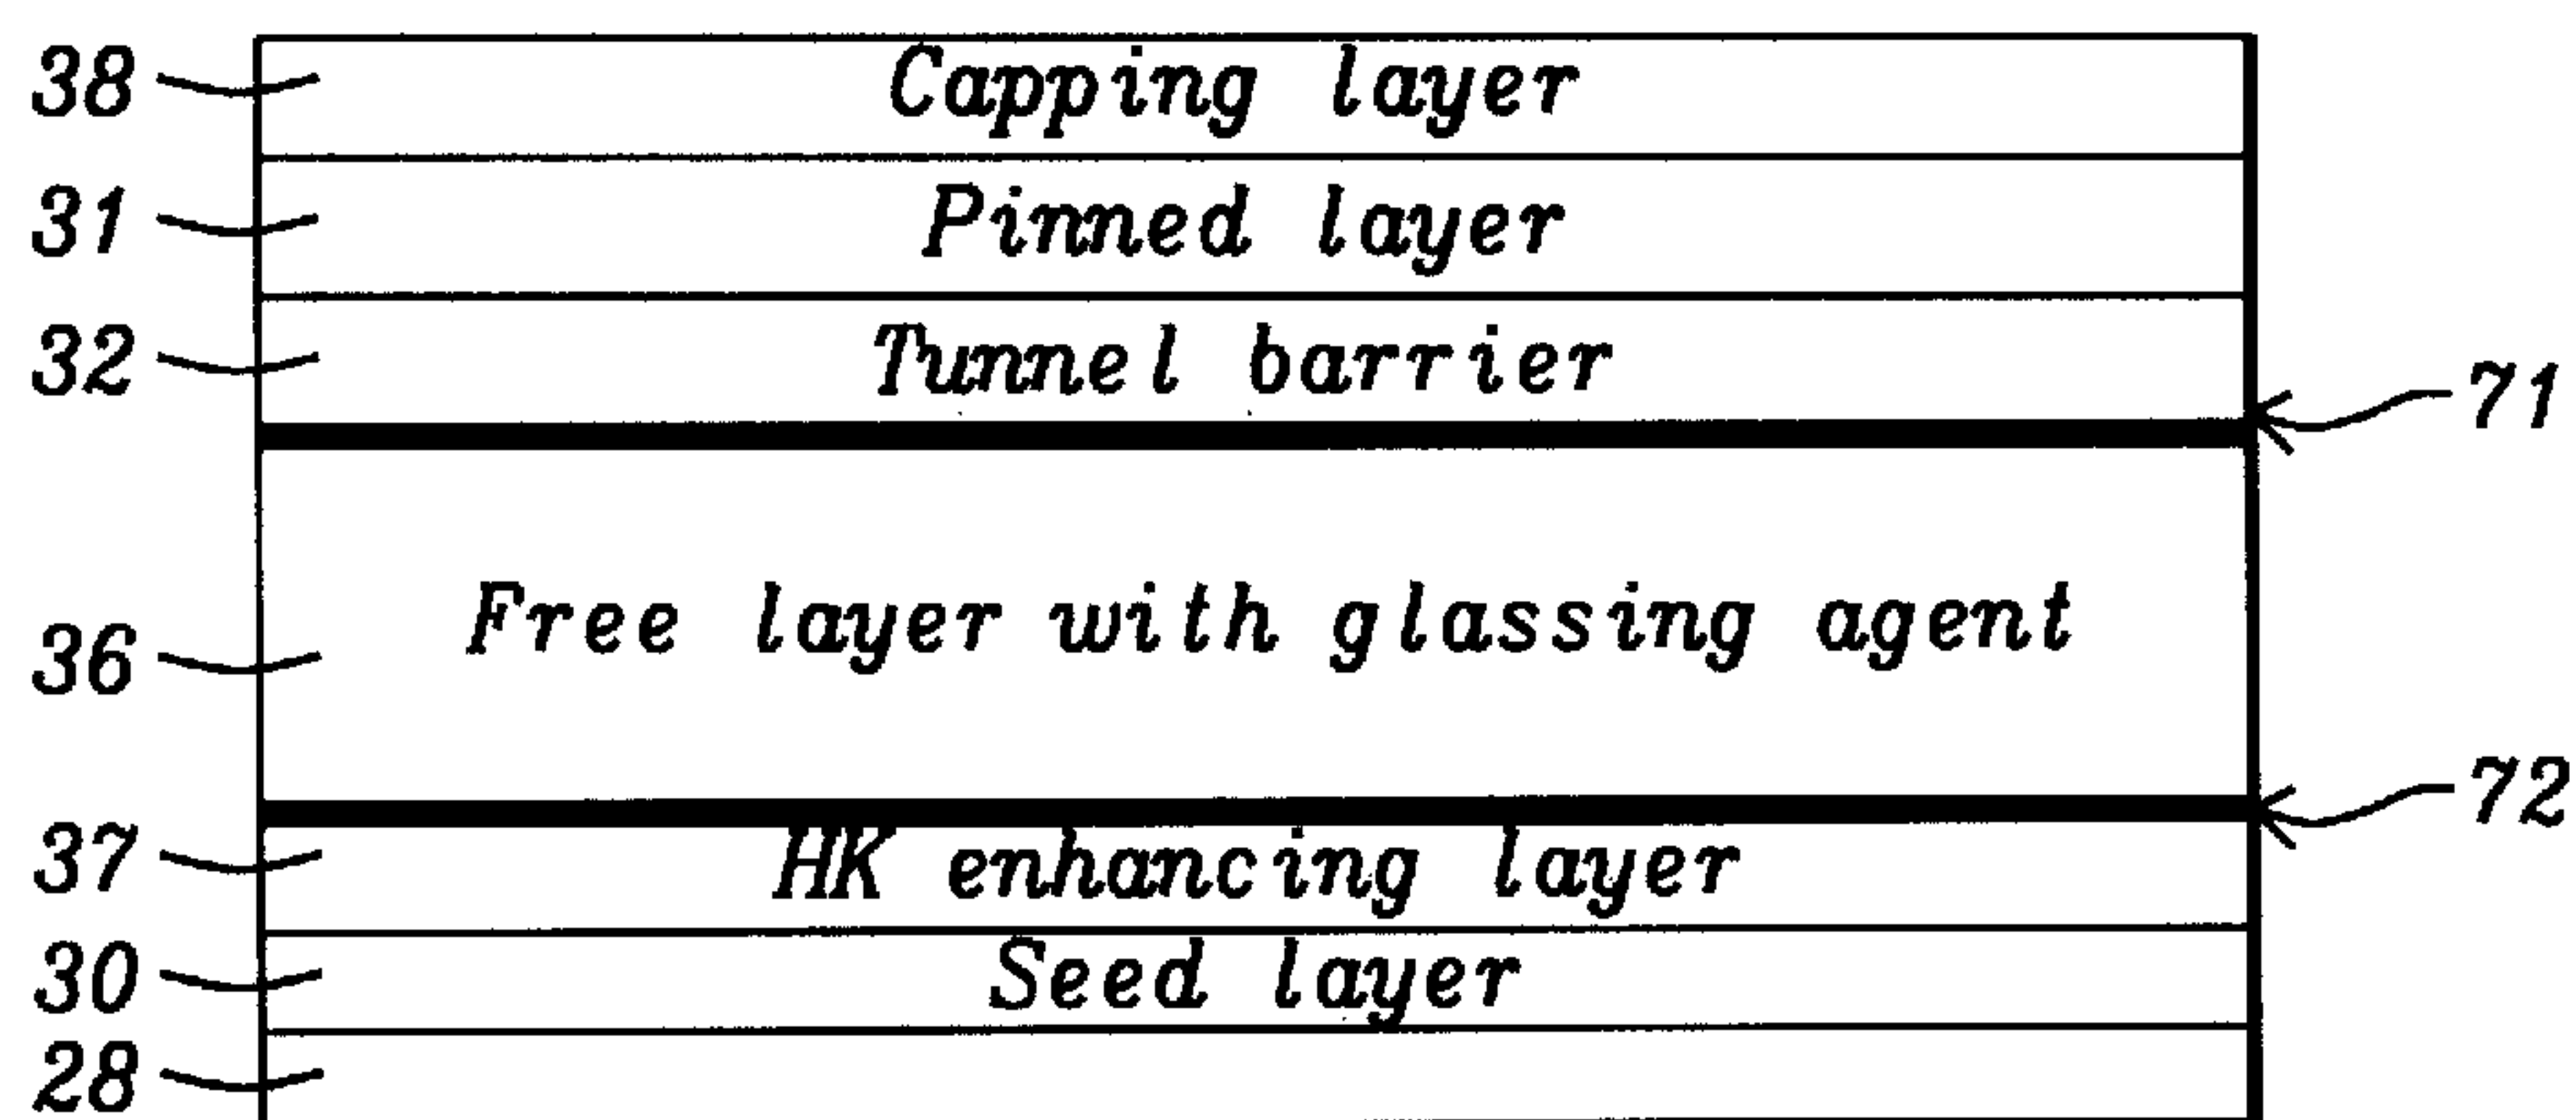 38 Capping layer
31 Pinned layer
32 Tunnel barrier
71
36 Free layer with glassing agent
72
37 HK enhancing layer
30 Seed layer
28